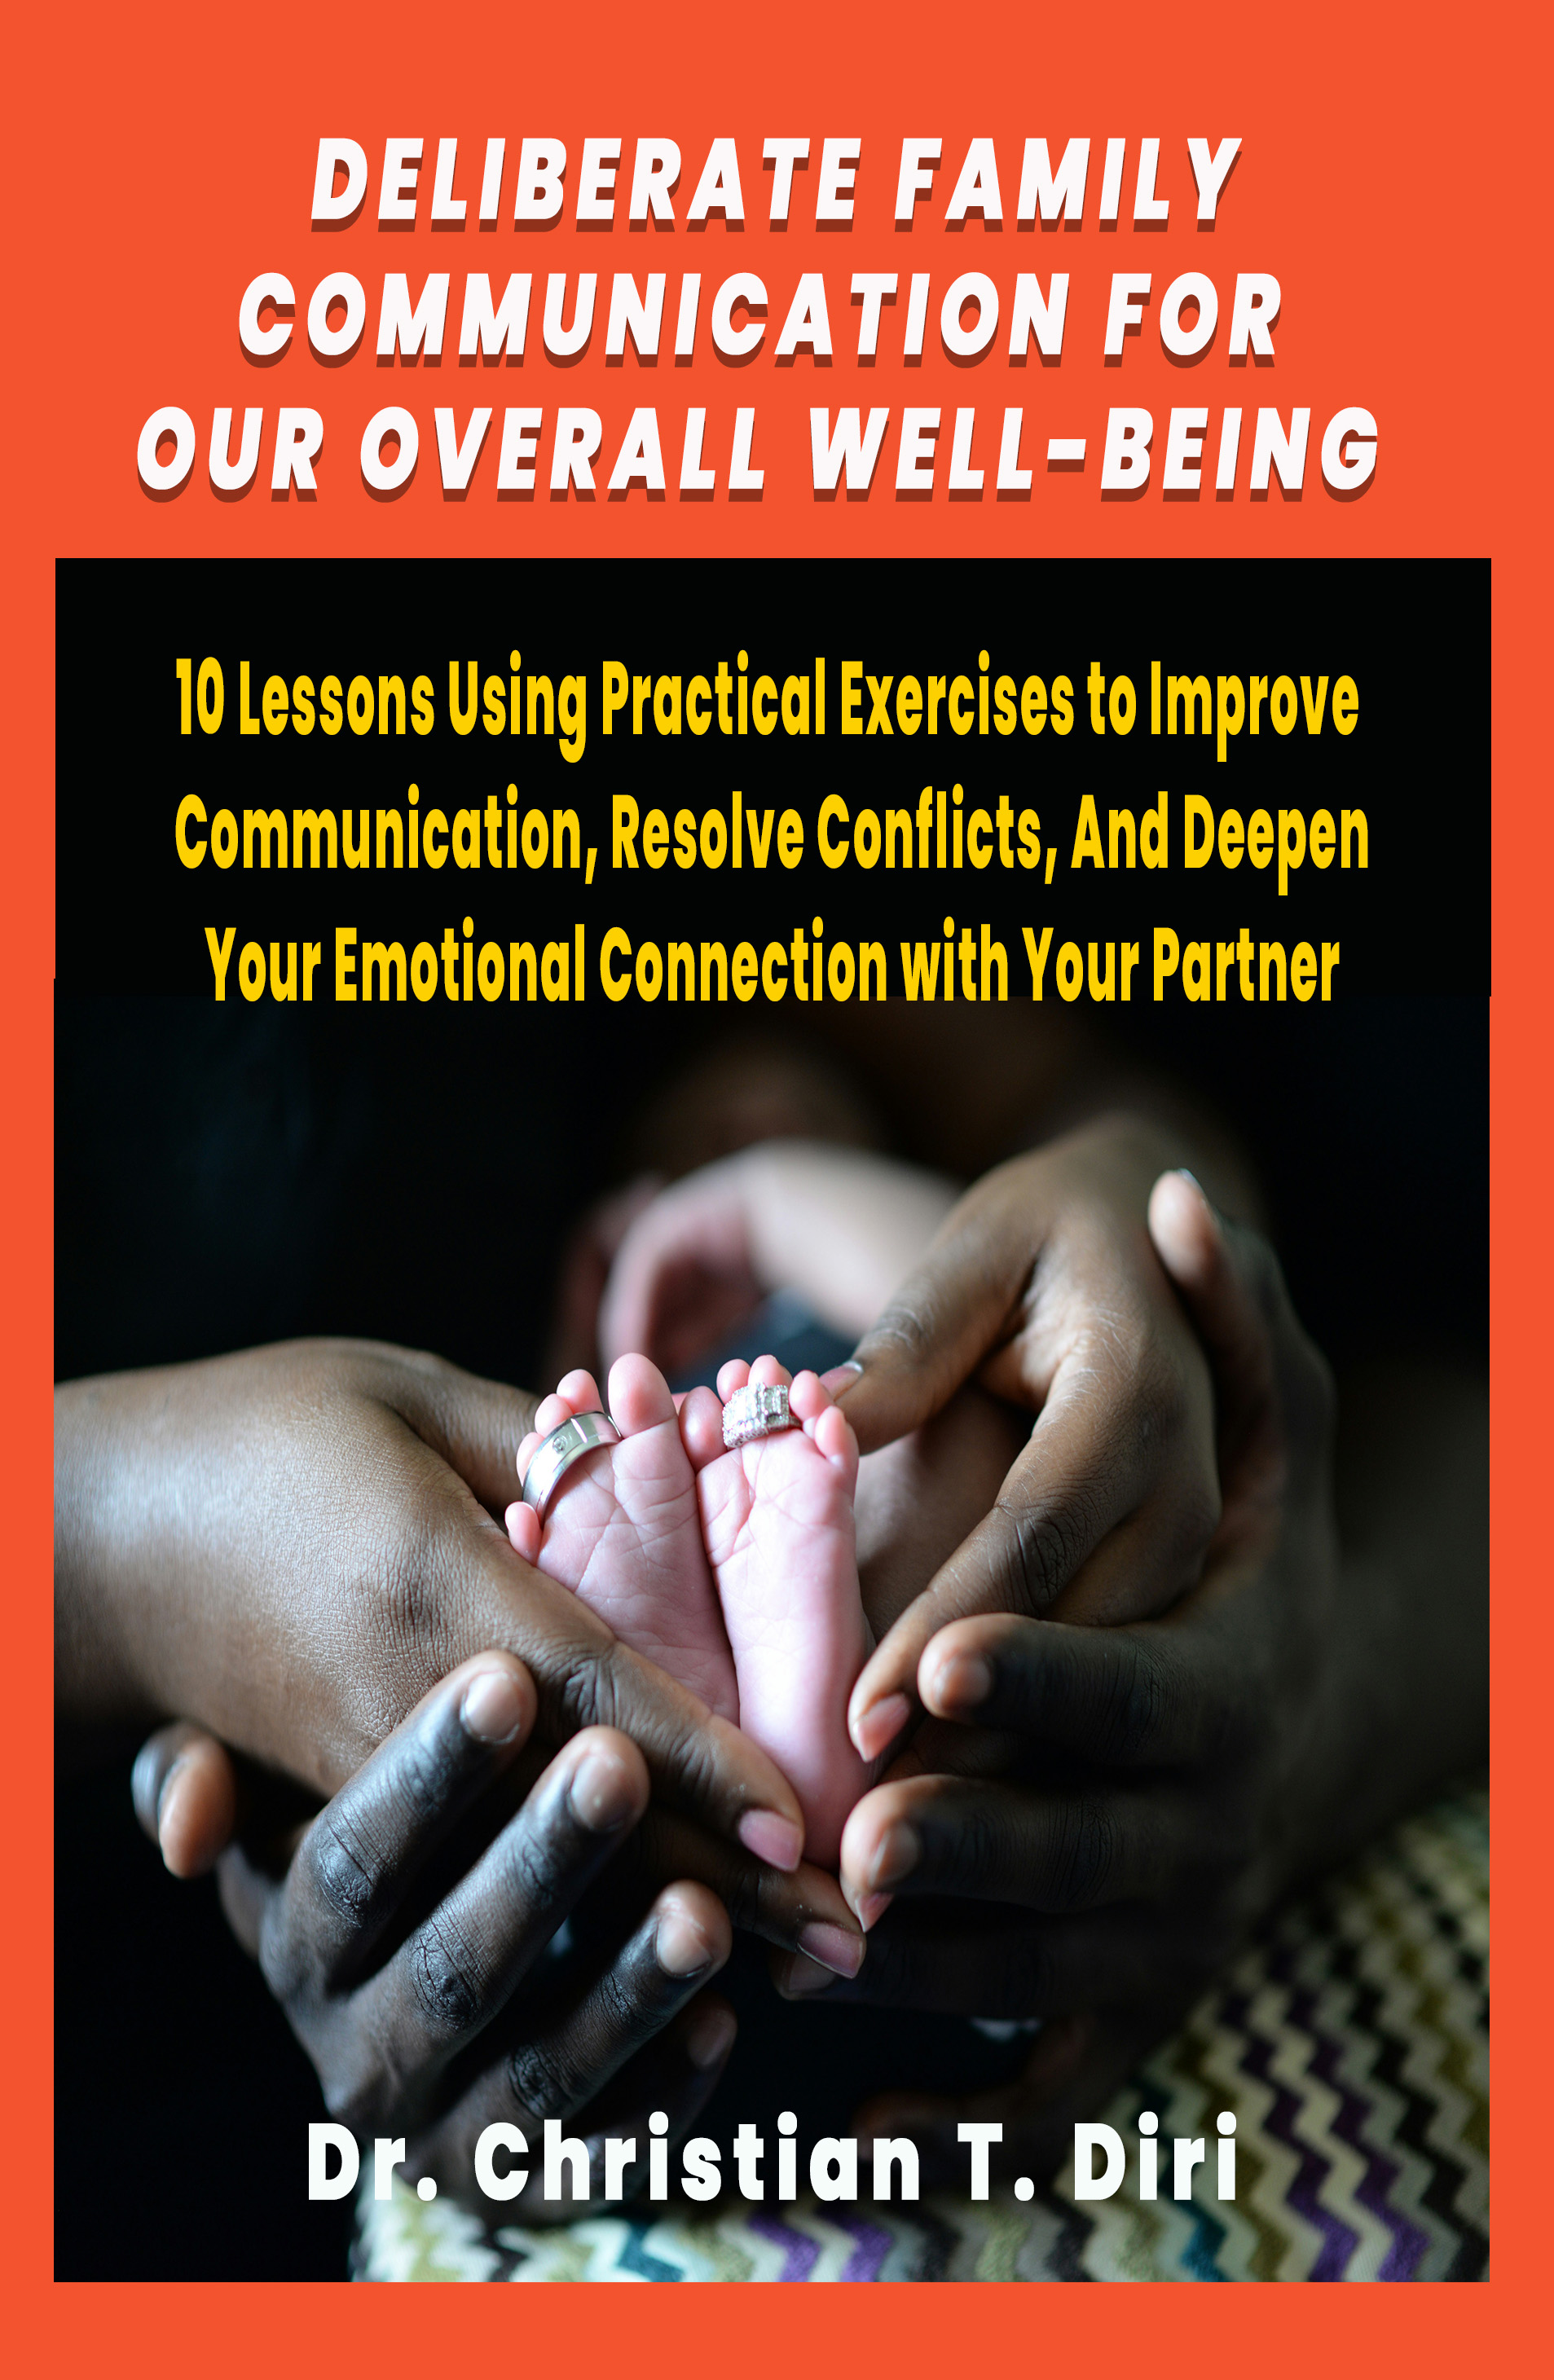 DELIBERATE FAMILY
COMMUNICATION FOR
OUR OVERALL WELL-BEING
10 Lessons Using Practical Exercises to Improve
Communication, Resolve Conflicts, And Deepen
Your Emotional Connection with Your Partner
Dr. Christian T. Diri